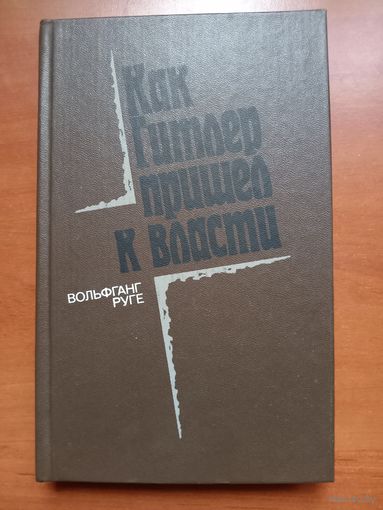 Как
Гитлер
пришел
к власти
ВОЛЬФГАНГ
РУГЕ